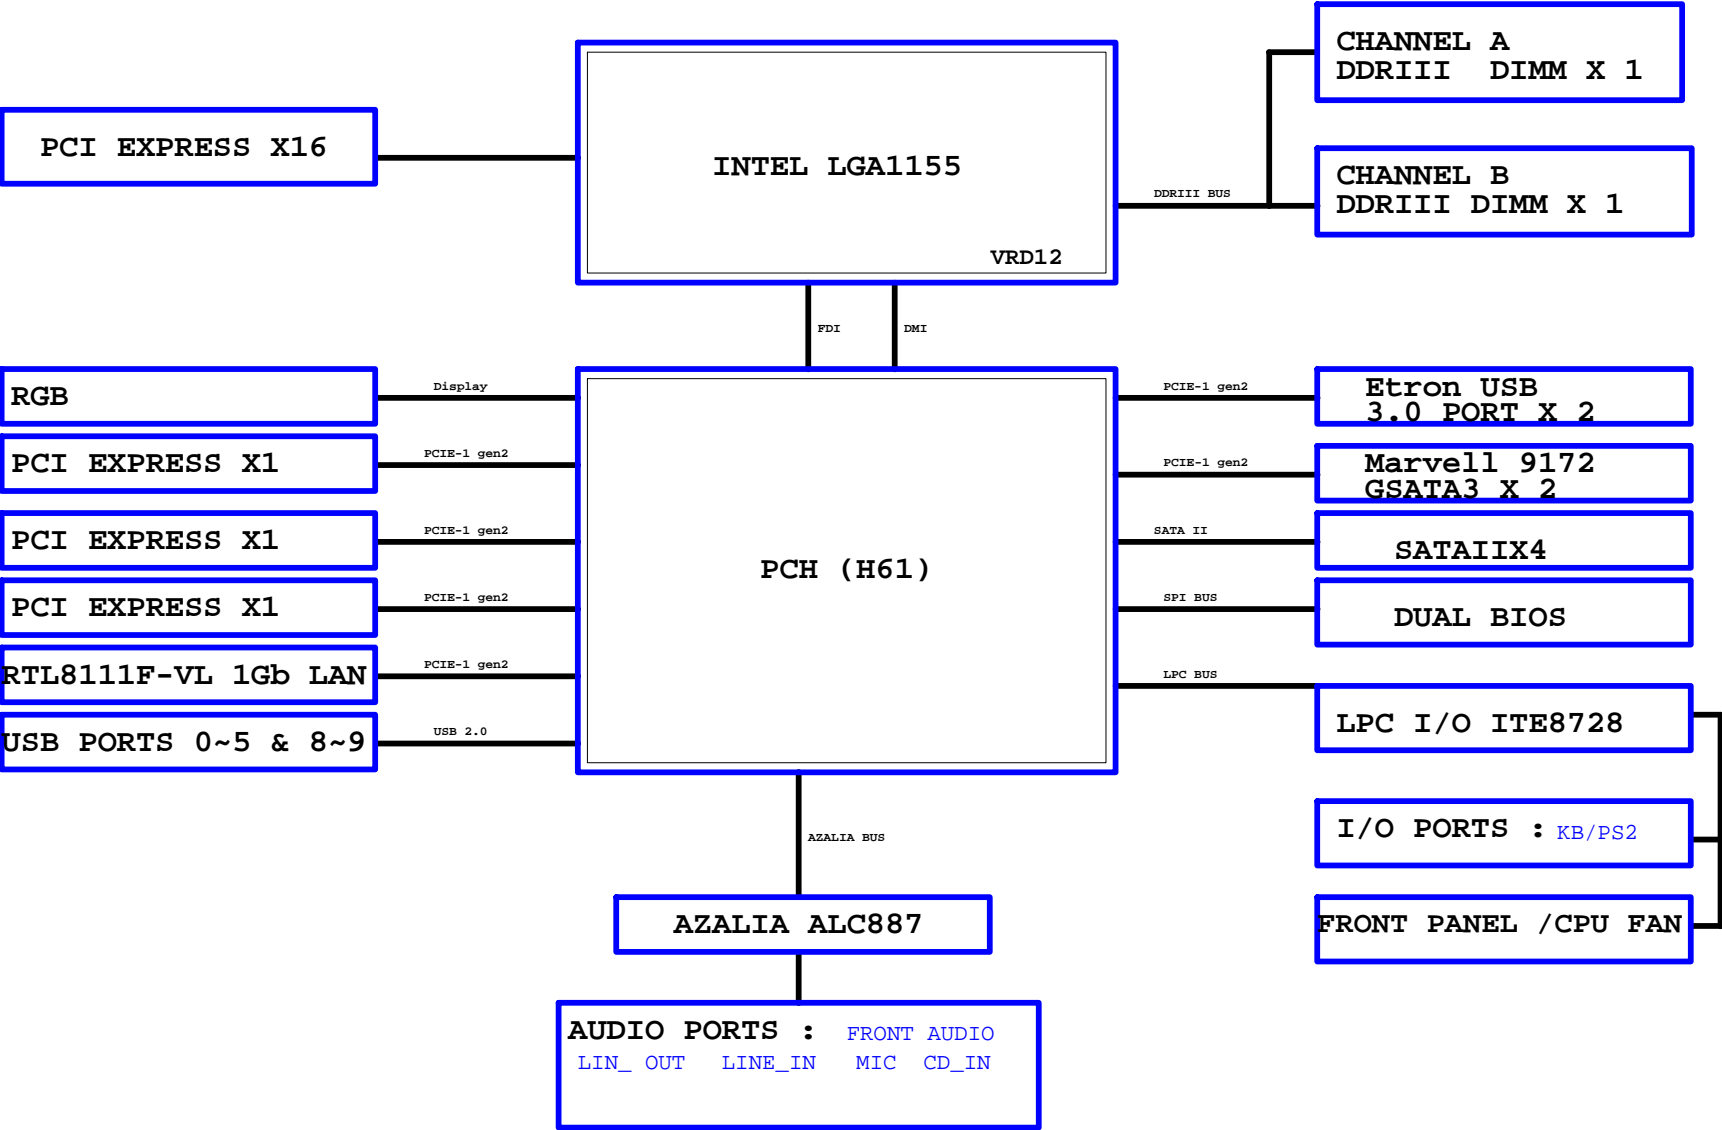 CHANNEL A
DDRIII DIMM X 1
PCI EXPRESS X16
INTEL LGA1155
VRD12
DDRIII BUS
CHANNEL B
DDRIII DIMM X 1
FDI
DMI
RGB
Display
PCI EXPRESS X1
PCIE-1 gen2
PCI EXPRESS X1
PCIE-1 gen2
PCI EXPRESS X1
PCIE-1 gen2
RTL8111F-VL 1Gb LAN
PCIE-1 gen2
USB PORTS 0~5 & 8~9
USB 2.0
PCH (H61)
PCIE-1 gen2
Etron USB
3.0 PORT X 2
PCIE-1 gen2
Marvell 9172
GSATA3 X 2
SATA II
SATAIIX4
SPI BUS
DUAL BIOS
LPC BUS
LPC I/O ITE8728
I/O PORTS : KB/PS2
FRONT PANEL /CPU FAN
AZALIA BUS
AZALIA ALC887
AUDIO PORTS : FRONT AUDIO
LIN_ OUT LINE_IN MIC CD_IN